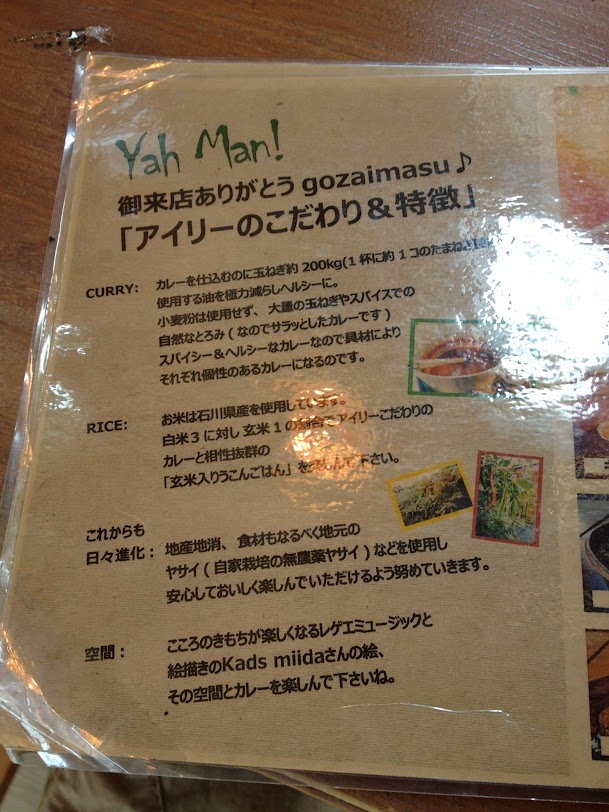 Yah Man!
御来店ありがとう gozaimasu♪
「アイリーのこだわり＆特徴」
CURRY: カレーを仕込むのに玉ねぎ約 200kg(1 杯に約 1コのたまねぎ
使用する油を極力減らしヘルシーに。
小麦粉は使用せず、大量の玉ねぎやスパイスでの
自然なとろみ ( なのでサラッとしたカレーです )
スパイシー＆ヘルシーなカレーなので具材により
それぞれ個性のあるカレーになるのです。
RICE: お米は石川県産を使用しています。
白米 3 に対し 玄米 1 の割合でアイリーこだわりの
カレーと相性抜群の
「玄米入りうこんごはん」を楽しんで下さい。
これからも
日々進化： 地産地消、食材もなるべく地元の
ヤサイ ( 自家栽培の無農薬ヤサイ ) などを使用し
安心しておいしく楽しんでいただけるよう努めていきます。
空間： こころのきもちが楽しくなるレゲエミュージックと
絵描きのKads miidaさんの絵、
その空間とカレーを楽しんで下さいね。